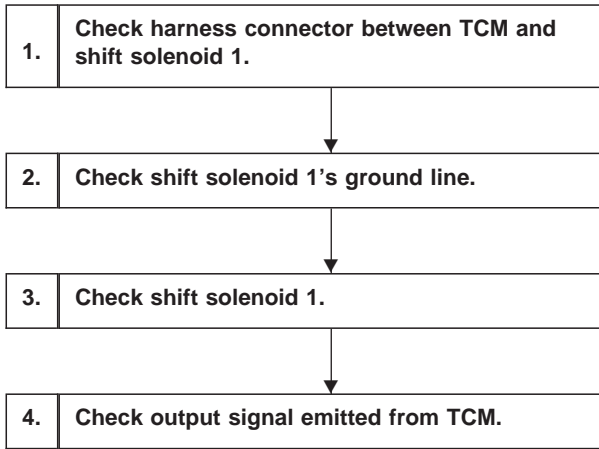 1. Check harness connector between TCM and
shift solenoid 1.
2. Check shift solenoid 1's ground line.
3. Check shift solenoid 1.
4. Check output signal emitted from TCM.